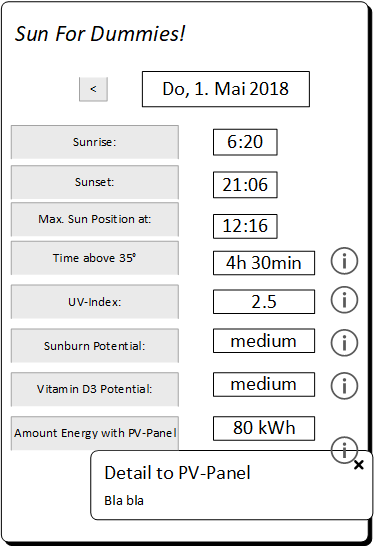 Sun For Dummies!
<
Do, 1. Mai 2018
Sunrise:
6:20
Sunset:
21:06
Max. Sun Position at:
12:16
Time above 35°
4h 30min
i
UV-Index:
2.5
i
Sunburn Potential:
medium
i
Vitamin D3 Potential:
medium
i
Amount Energy with PV-Panel
80 kWh
i
Detail to PV-Panel
×
Bla bla